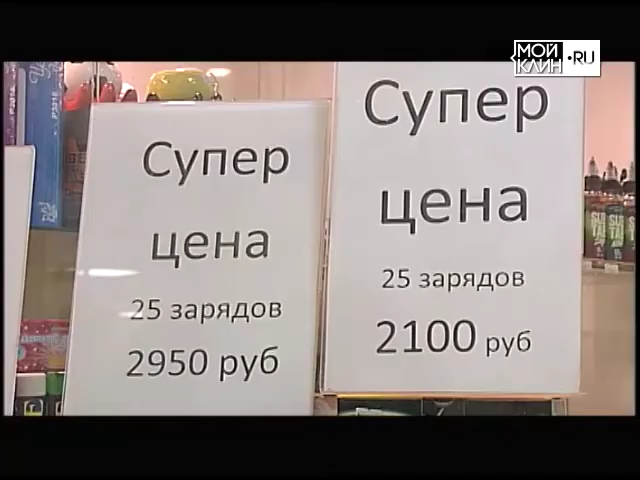 МОЙ
КЛИН.RU
Супер
цена
25 зарядов
2950 руб
Супер
цена
25 зарядов
2100 руб